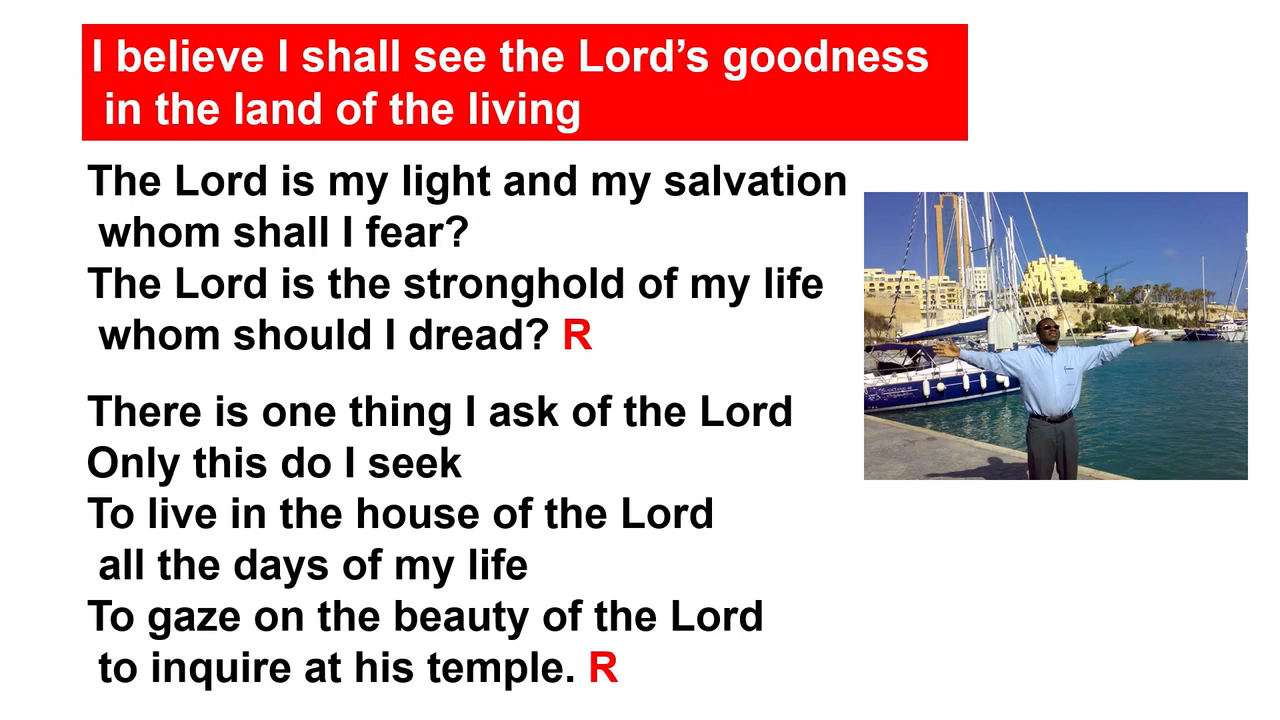 I believe I shall see the Lord’s goodness
in the land of the living
The Lord is my light and my salvation
whom shall I fear?
The Lord is the stronghold of my life
whom should I dread? R
There is one thing I ask of the Lord
Only this do I seek
To live in the house of the Lord
all the days of my life
To gaze on the beauty of the Lord
to inquire at his temple. R